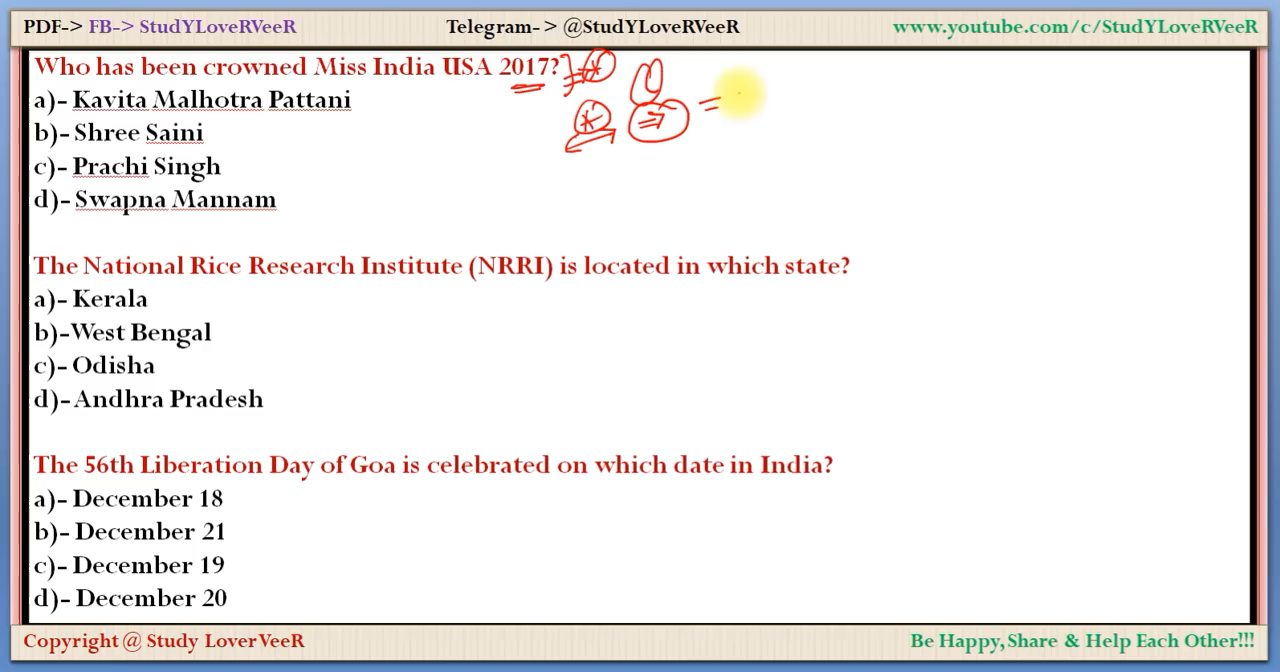 PDF-> FB-> StudYLoveRVeeR Telegram- > @StudYLoveRVeeR www.youtube.com/c/StudYLoveRVeeR
Who has been crowned Miss India USA 2017?
a)- Kavita Malhotra Pattani
b)- Shree Saini
c)- Prachi Singh
d)- Swapna Mannam
The National Rice Research Institute (NRRI) is located in which state?
a)- Kerala
b)-West Bengal
c)- Odisha
d)- Andhra Pradesh
The 56th Liberation Day of Goa is celebrated on which date in India?
a)- December 18
b)- December 21
c)- December 19
d)- December 20
Copyright @ Study LoverVeeR Be Happy, Share & Help Each Other!!!